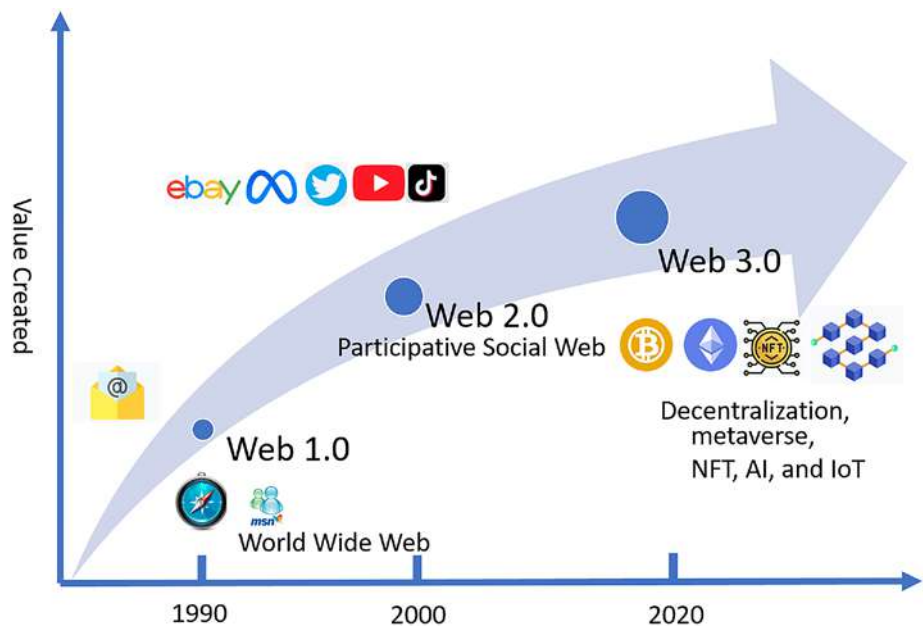 Value Created
ebay
Web 3.0
Web 2.0
Participative Social Web
NFT
@
Decentralization,
metaverse,
NFT, AI, and IoT
Web 1.0
msn
World Wide Web
1990
2000
2020